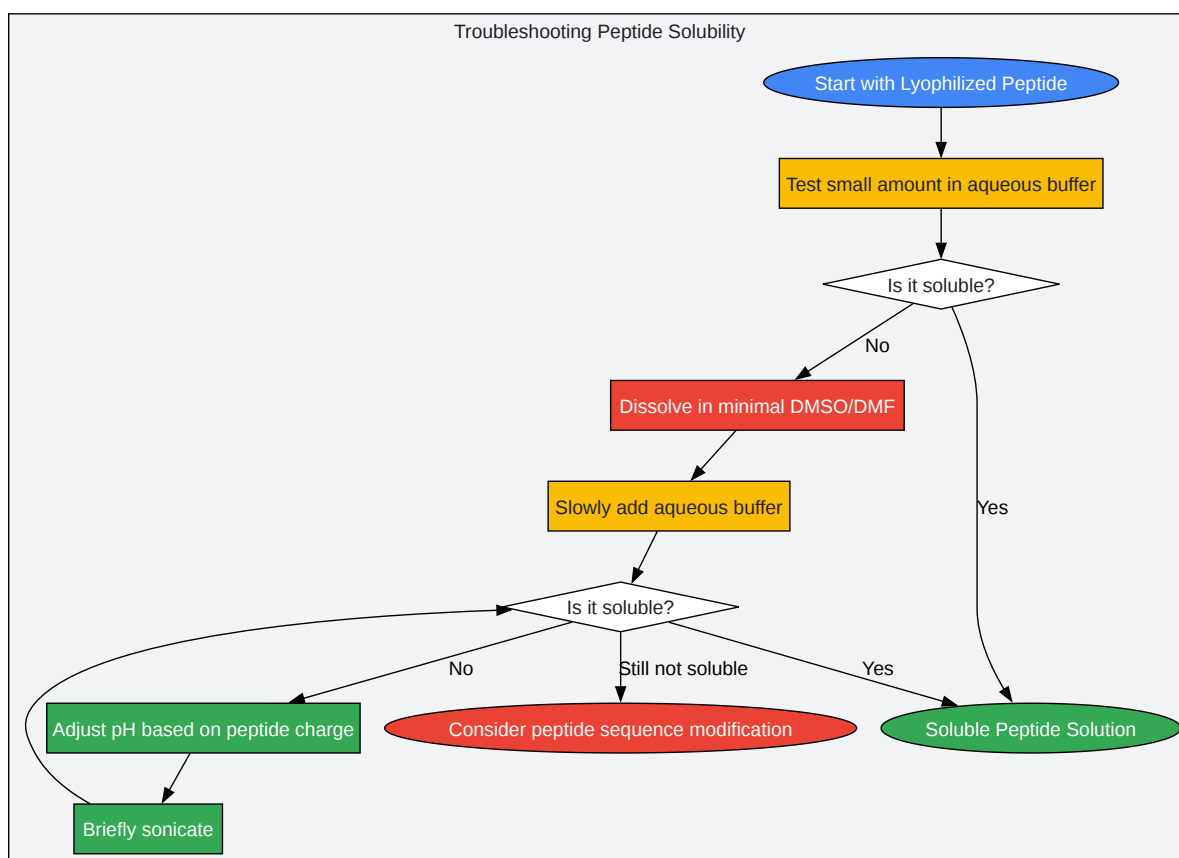 Troubleshooting Peptide Solubility
Start with Lyophilized Peptide
Test small amount in aqueous buffer
Is it soluble?
No
Dissolve in minimal DMSO/DMF
Slowly add aqueous buffer
Yes
Is it soluble?
No
Still not soluble
Yes
Adjust pH based on peptide charge
Consider peptide sequence modification
Soluble Peptide Solution
Briefly sonicate